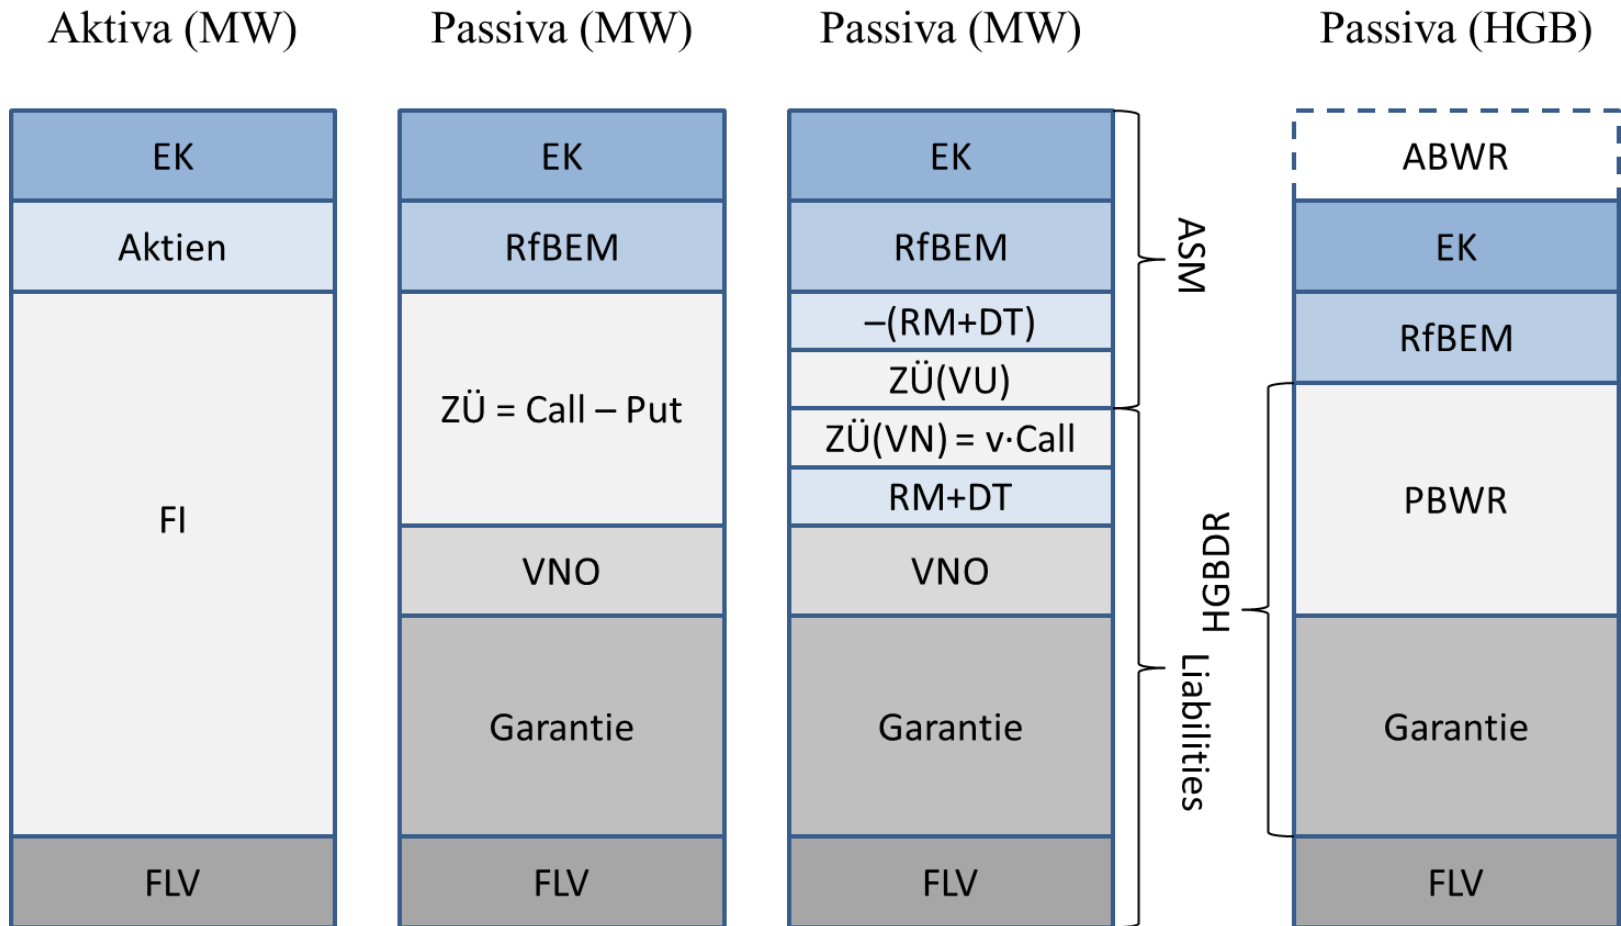 Aktiva (MW)
Passiva (MW)
Passiva (MW)
Passiva (HGB)
EK
Aktien
FI
FLV
EK
RfBEM
ZÜ = Call – Put
VNO
Garantie
FLV
EK
RfBEM
–(RM+DT)
ZÜ(VU)
ZÜ(VN) = v·Call
RM+DT
VNO
Garantie
FLV
ASM
Liabilities
HGBDR
ABWR
EK
RfBEM
PBWR
Garantie
FLV